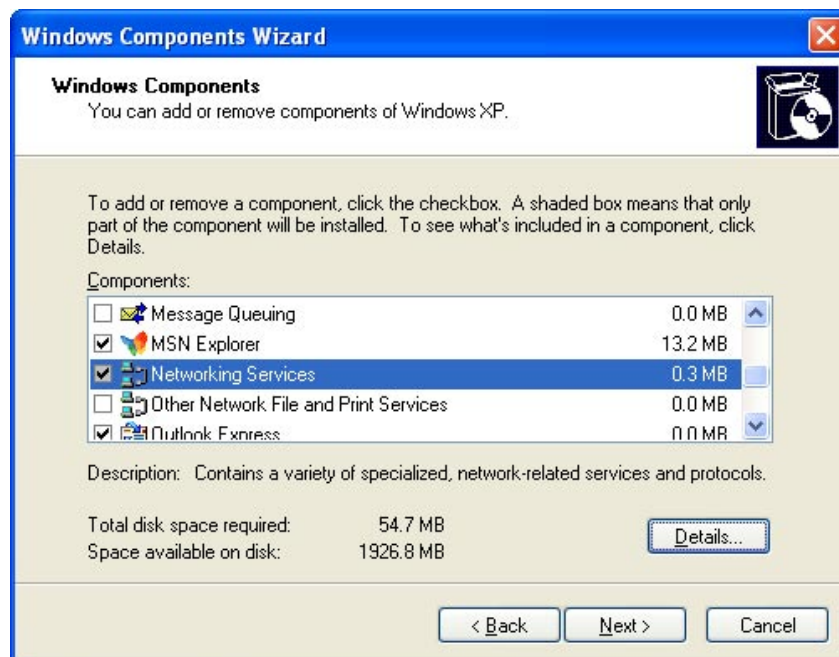 Windows Components Wizard
Windows Components
You can add or remove components of Windows XP.
To add or remove a component, click the checkbox. A shaded box means that only
part of the component will be installed. To see what's included in a component, click
Details.
Components:
Message Queuing 0.0 MB
MSN Explorer 13.2 MB
Networking Services 0.3 MB
Other Network File and Print Services 0.0 MB
Outlook Express 0.0 MB
Description: Contains a variety of specialized, network-related services and protocols.
Total disk space required: 54.7 MB
Space available on disk: 1926.8 MB
Details...
< Back Next > Cancel